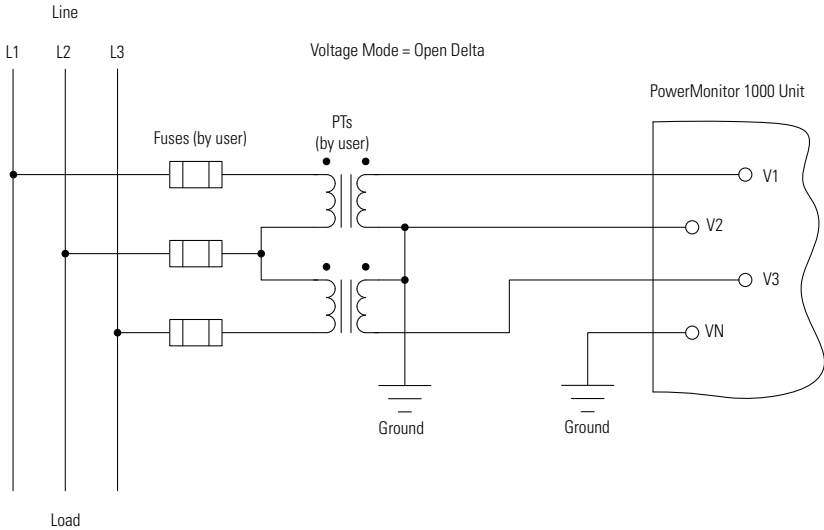 Line
L1
L2
L3
Voltage Mode = Open Delta
PowerMonitor 1000 Unit
Fuses (by user)
PTs
(by user)
V1
V2
V3
VN
Ground
Ground
Load